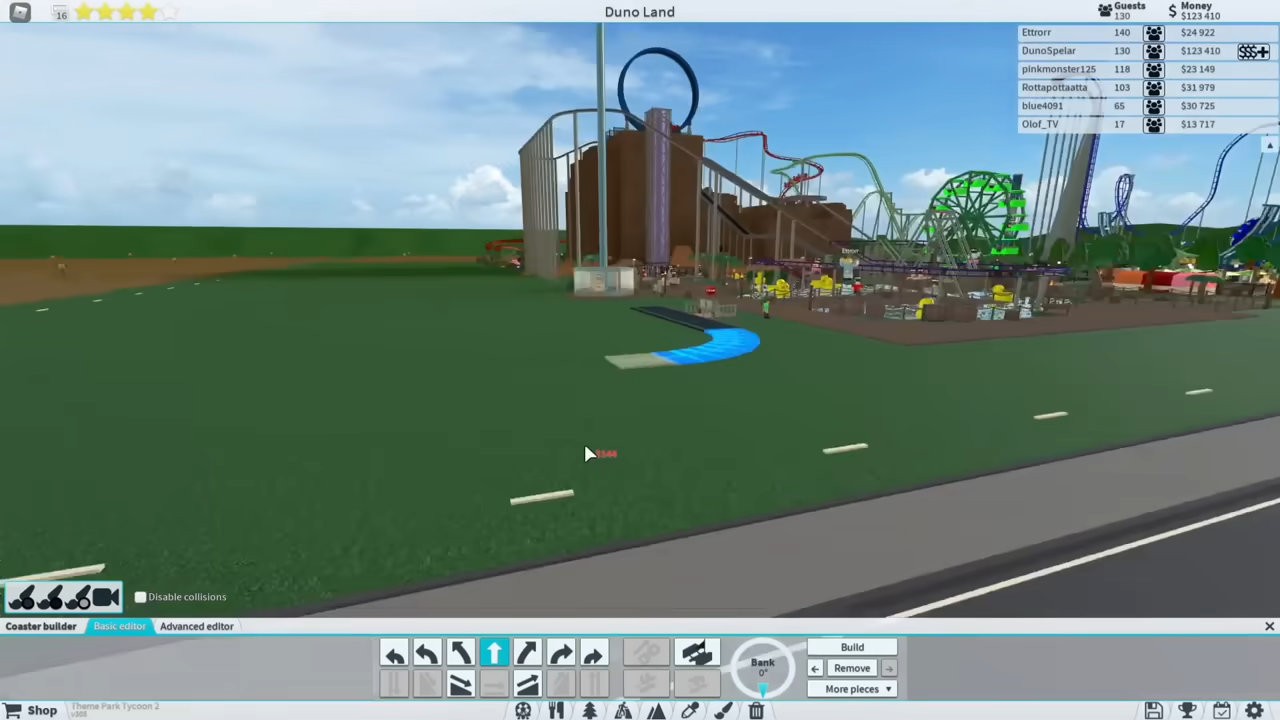 16
Duno Land
Guests
130
$ Money
$123 410
Ettrorr 140 $24 922
DunoSpelar 130 $123 410 $$$+
pinkmonster125 118 $23 149
Rottapottaatta 103 $31 979
blue4091 65 $30 725
Olof_TV 17 $13 717
Disable collisions
Coaster builder
Basic editor
Advanced editor
Bank
0°
Build
Remove
More pieces
Shop
Theme Park Tycoon 2